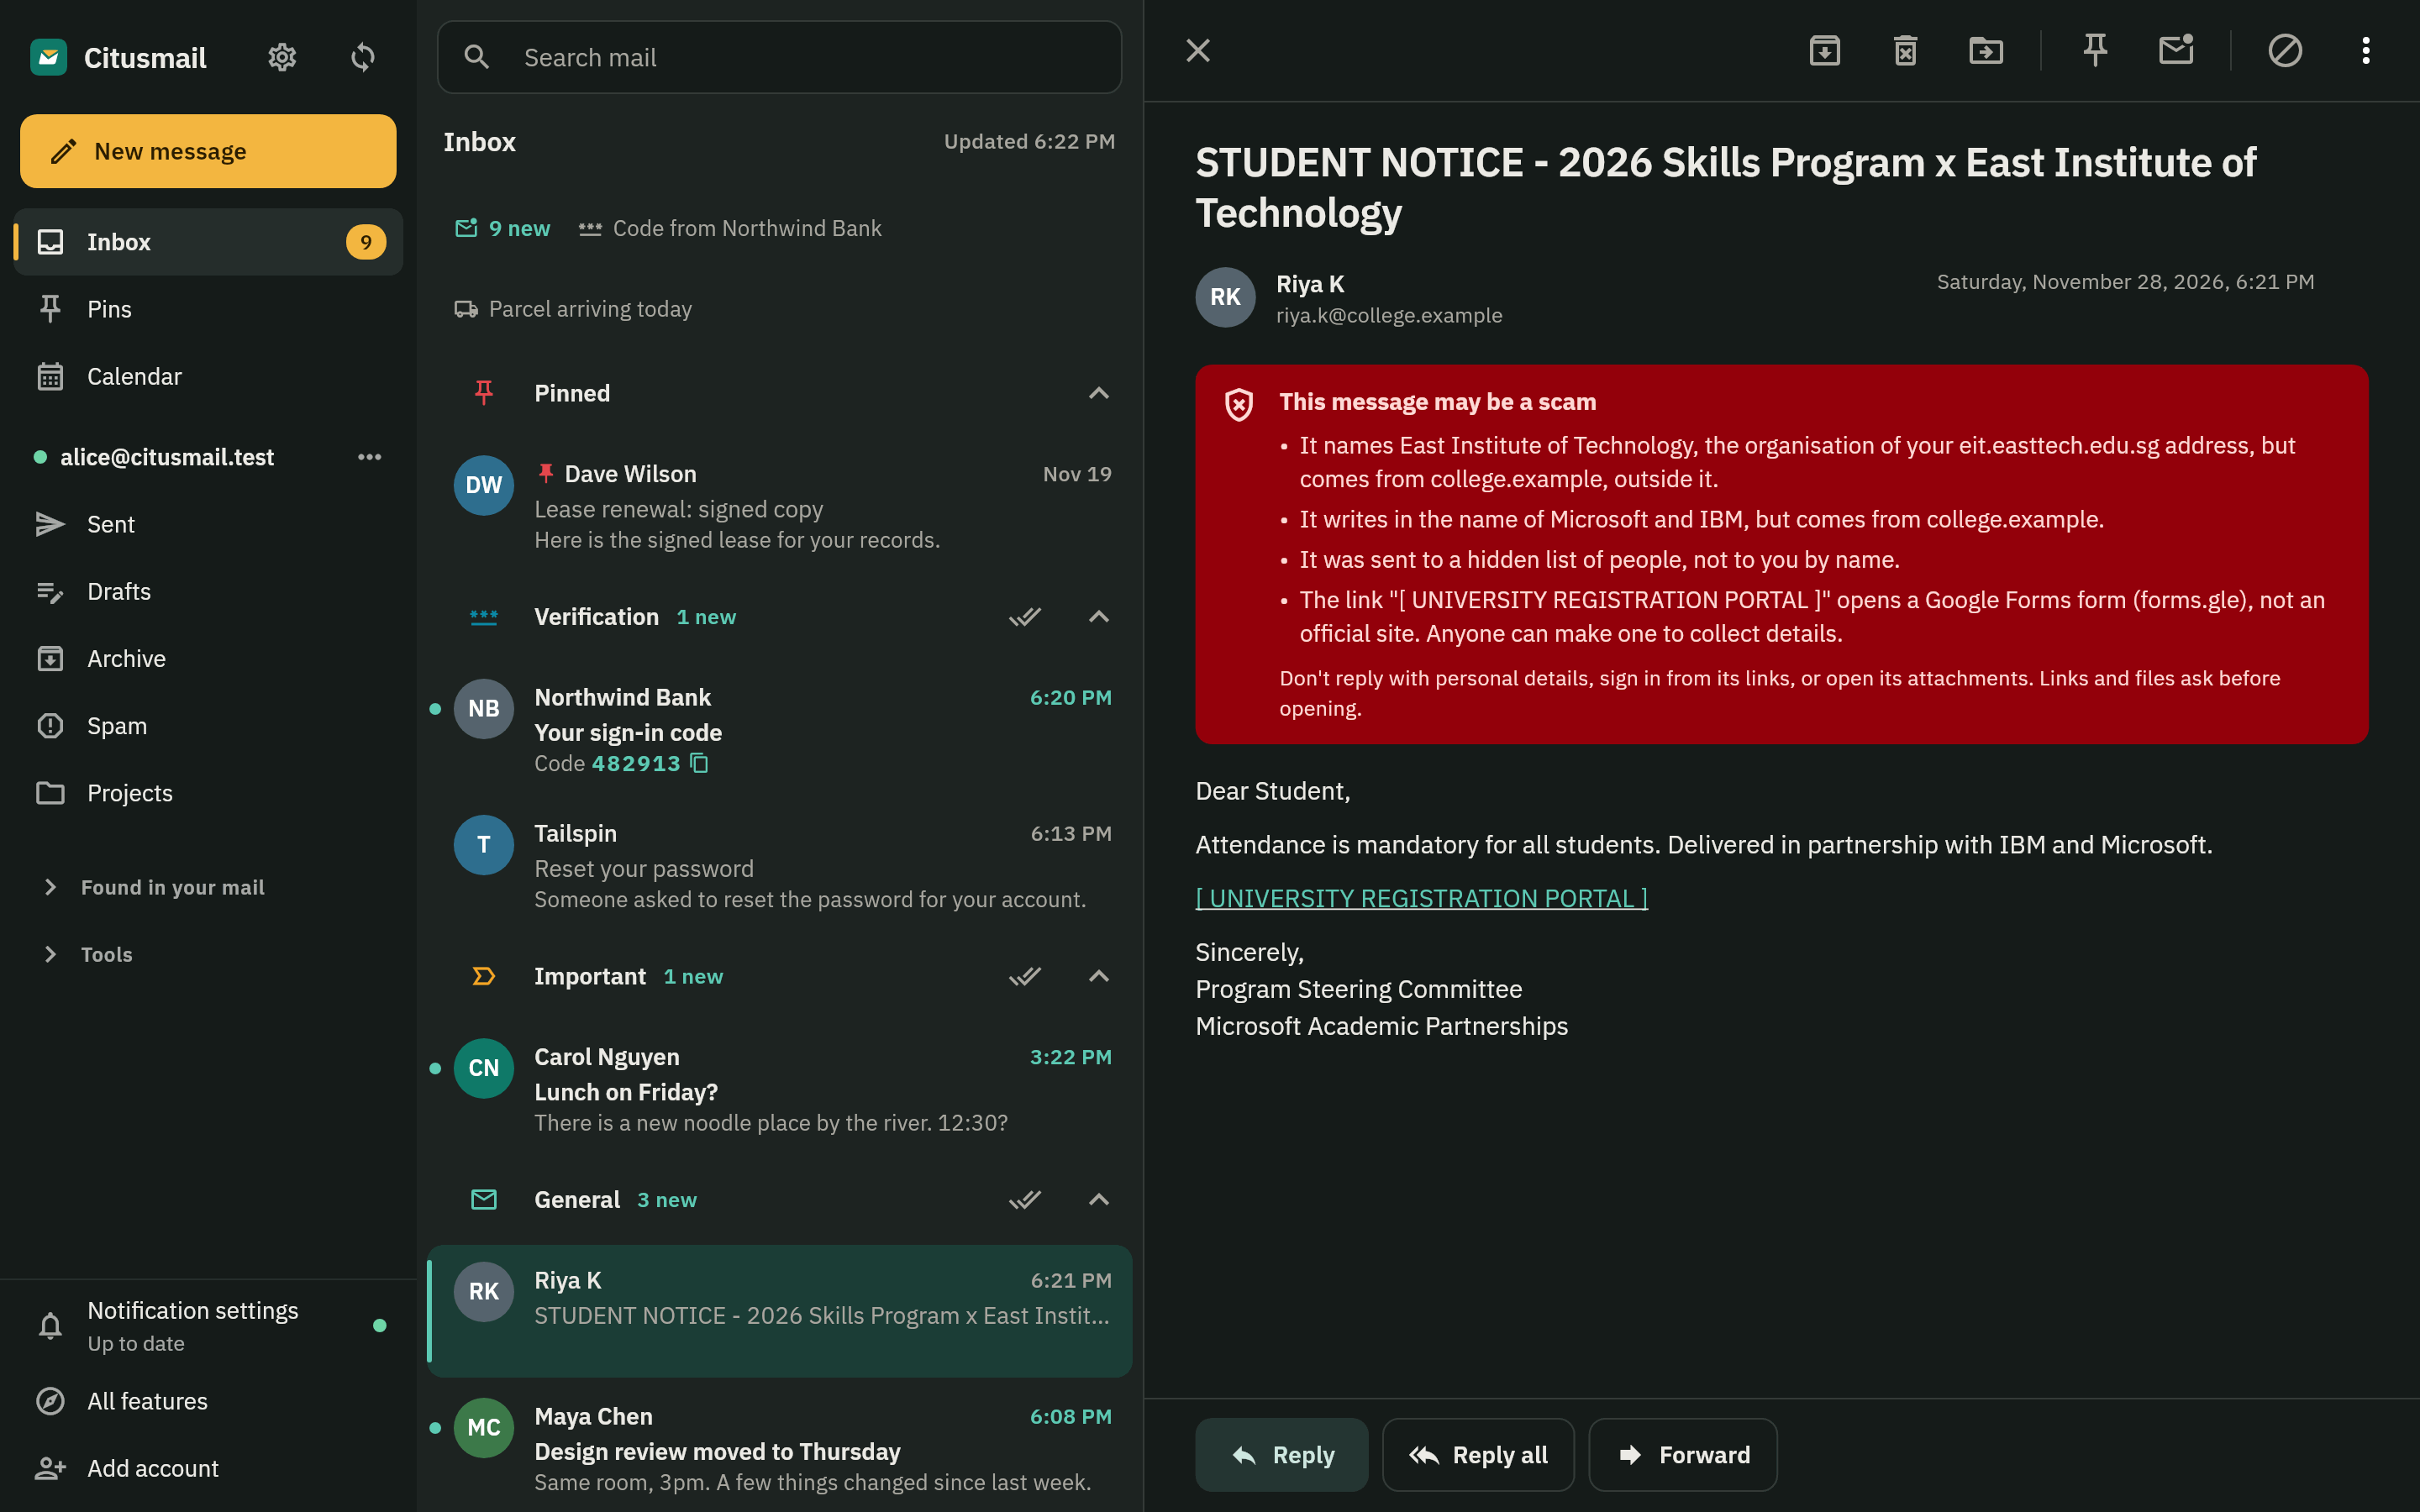 Citusmail
New message
Inbox 9
Pins
Calendar
alice@citusmail.test
Sent
Drafts
Archive
Spam
Projects
Found in your mail
Tools
Notification settings
Up to date
All features
Add account
Search mail
Inbox Updated 6:22 PM
9 new Code from Northwind Bank
Parcel arriving today
Pinned
DW Dave Wilson Nov 19
Lease renewal: signed copy
Here is the signed lease for your records.
Verification 1 new
NB Northwind Bank 6:20 PM
Your sign-in code
Code 482913
T Tailspin 6:13 PM
Reset your password
Someone asked to reset the password for your account.
Important 1 new
CN Carol Nguyen 3:22 PM
Lunch on Friday?
There is a new noodle place by the river. 12:30?
General 3 new
RK Riya K 6:21 PM
STUDENT NOTICE - 2026 Skills Program x East Instit...
MC Maya Chen 6:08 PM
Design review moved to Thursday
Same room, 3pm. A few things changed since last week.
STUDENT NOTICE - 2026 Skills Program x East Institute of
Technology
RK Riya K Saturday, November 28, 2026, 6:21 PM
riya.k@college.example
This message may be a scam
• It names East Institute of Technology, the organisation of your eit.easttech.edu.sg address, but
comes from college.example, outside it.
• It writes in the name of Microsoft and IBM, but comes from college.example.
• It was sent to a hidden list of people, not to you by name.
• The link "[ UNIVERSITY REGISTRATION PORTAL ]" opens a Google Forms form (forms.gle), not an
official site. Anyone can make one to collect details.
Don't reply with personal details, sign in from its links, or open its attachments. Links and files ask before
opening.
Dear Student,
Attendance is mandatory for all students. Delivered in partnership with IBM and Microsoft.
[ UNIVERSITY REGISTRATION PORTAL ]
Sincerely,
Program Steering Committee
Microsoft Academic Partnerships
Reply Reply all Forward